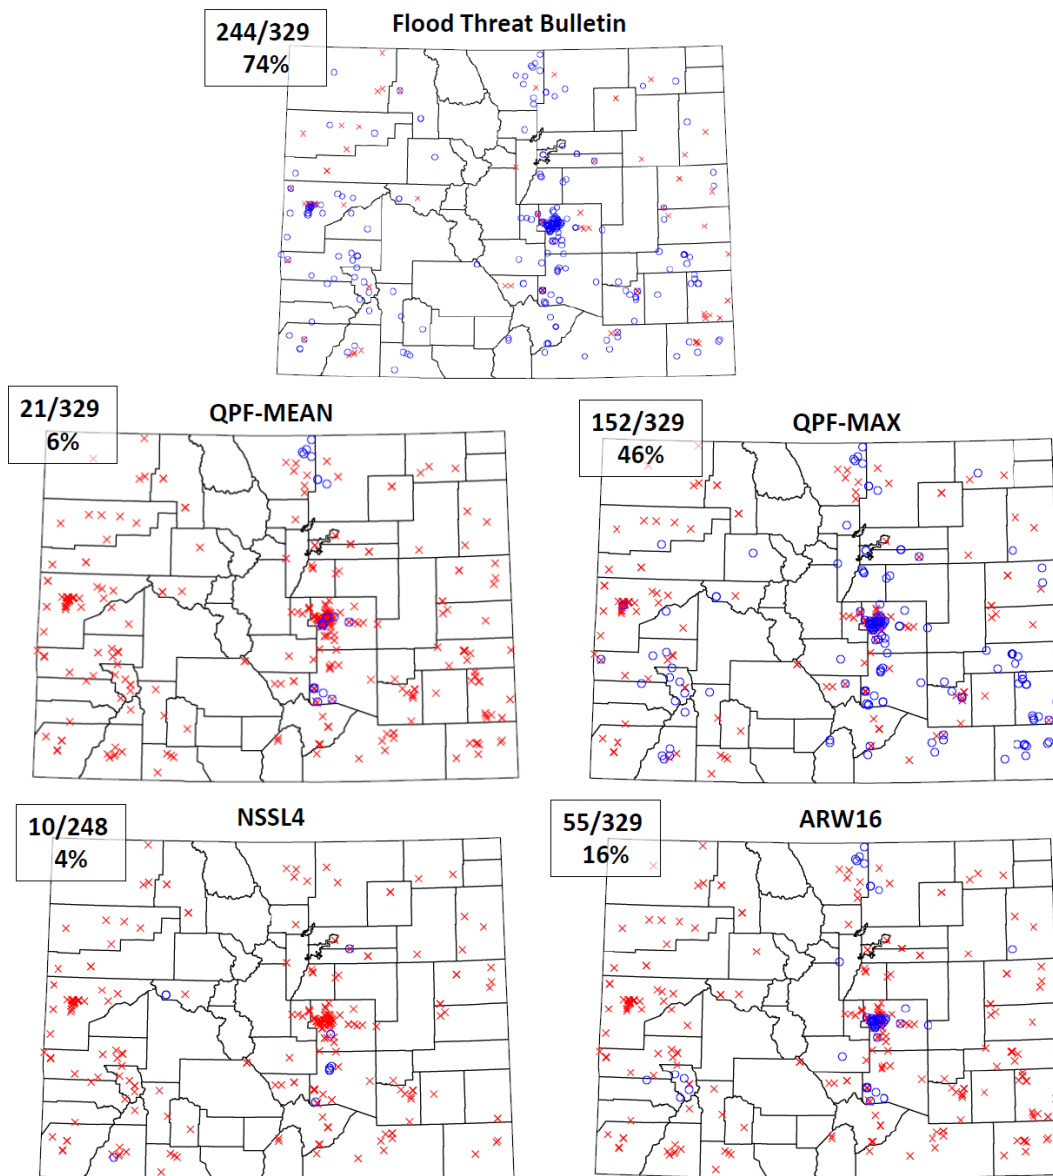 Flood Threat Bulletin
244/329
74%
QPF-MEAN
21/329
6%
QPF-MAX
152/329
46%
NSSL4
10/248
4%
ARW16
55/329
16%